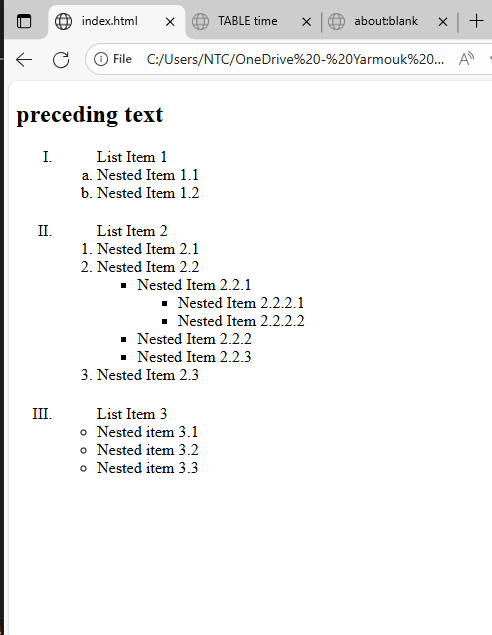 index.html
TABLE time
about:blank
File C:/Users/NTC/OneDrive%20-%20Yarmouk%20...
preceding text
I. List Item 1
a. Nested Item 1.1
b. Nested Item 1.2
II. List Item 2
1. Nested Item 2.1
2. Nested Item 2.2
▪ Nested Item 2.2.1
▪ Nested Item 2.2.2.1
▪ Nested Item 2.2.2.2
▪ Nested Item 2.2.2
▪ Nested Item 2.2.3
3. Nested Item 2.3
III. List Item 3
○ Nested item 3.1
○ Nested item 3.2
○ Nested item 3.3